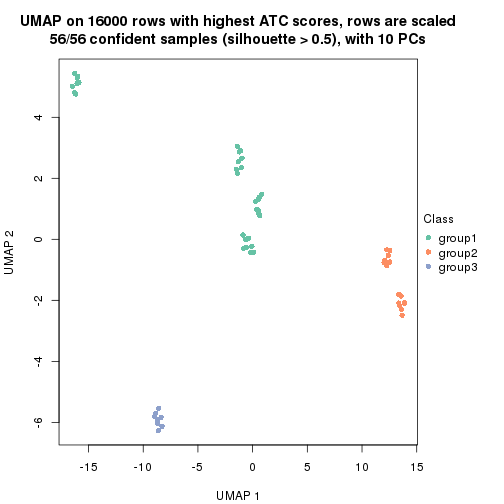 UMAP on 16000 rows with highest ATC scores, rows are scaled
56/56 confident samples (silhouette > 0.5), with 10 PCs
UMAP 2
4
2
0
-2
-4
-6
-15
-10
-5
0
5
10
15
UMAP 1
Class
group1
group2
group3